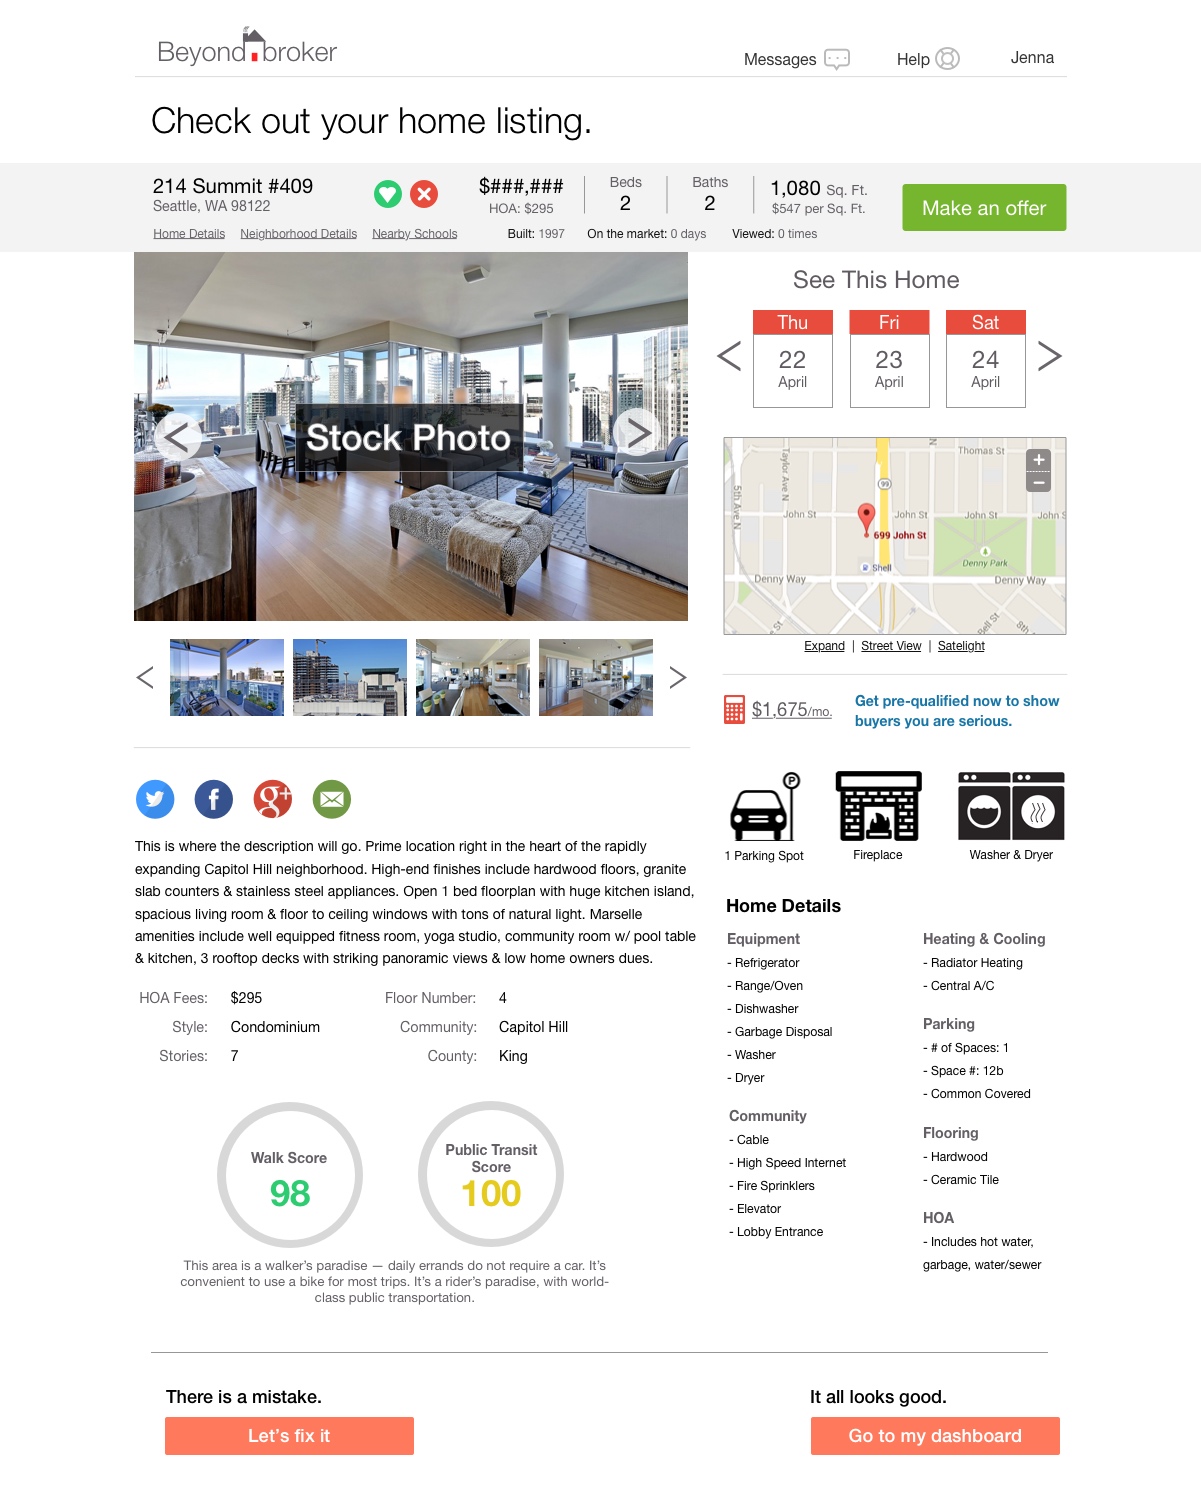 Beyond broker
Messages
Help
Jenna
Check out your home listing.
214 Summit #409
Seattle, WA 98122
$###,###
HOA: $295
Beds
2
Baths
2
1,080 Sq. Ft.
$547 per Sq. Ft.
Make an offer
Home Details
Neighborhood Details
Nearby Schools
Built: 1997
On the market: 0 days
Viewed: 0 times
Stock Photo
See This Home
Thu
22
April
Fri
23
April
Sat
24
April
Thomas St
Taylor Ave N
5th Ave N
N
99
+
−
John St
John St
John St
John S
699 John St
Shell
Denny Park
Denny Way
Denny Way
Bell St
8th
e St
Expand | Street View | Satelight
$1,675/mo.
Get pre-qualified now to show
buyers you are serious.
g+
P
1 Parking Spot
Fireplace
Washer & Dryer
This is where the description will go. Prime location right in the heart of the rapidly
expanding Capitol Hill neighborhood. High-end finishes include hardwood floors, granite
slab counters & stainless steel appliances. Open 1 bed floorplan with huge kitchen island,
spacious living room & floor to ceiling windows with tons of natural light. Marselle
amenities include well equipped fitness room, yoga studio, community room w/ pool table
& kitchen, 3 rooftop decks with striking panoramic views & low home owners dues.
HOA Fees: $295
Style: Condominium
Stories: 7
Floor Number: 4
Community: Capitol Hill
County: King
Walk Score
98
Public Transit
Score
100
This area is a walker’s paradise — daily errands do not require a car. It’s
convenient to use a bike for most trips. It’s a rider’s paradise, with world-
class public transportation.
Home Details
Equipment
- Refrigerator
- Range/Oven
- Dishwasher
- Garbage Disposal
- Washer
- Dryer
Community
- Cable
- High Speed Internet
- Fire Sprinklers
- Elevator
- Lobby Entrance
Heating & Cooling
- Radiator Heating
- Central A/C
Parking
- # of Spaces: 1
- Space #: 12b
- Common Covered
Flooring
- Hardwood
- Ceramic Tile
HOA
- Includes hot water,
garbage, water/sewer
There is a mistake.
Let’s fix it
It all looks good.
Go to my dashboard